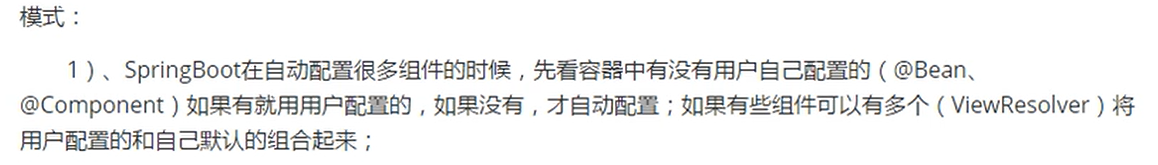 模式：
1）、SpringBoot在自动配置很多组件的时候，先看容器中有没有用户自己配置的（@Bean、
@Component）如果有就用用户配置的，如果没有，才自动配置；如果有些组件可以有多个（ViewResolver）将
用户配置的和自己默认的组合起来；